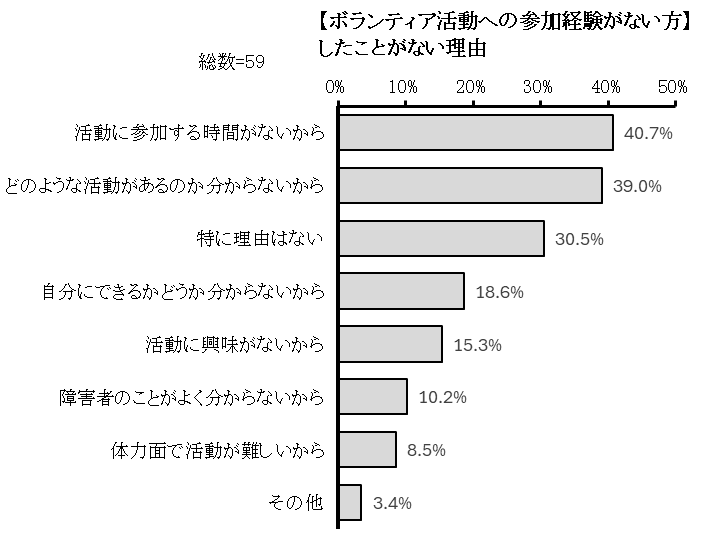 【ボランティア活動への参加経験がない方】
したことがない理由
総数=59
0% 10% 20% 30% 40% 50%
活動に参加する時間がないから 40.7%
どのような活動があるのか分からないから 39.0%
特に理由はない 30.5%
自分にできるかどうか分からないから 18.6%
活動に興味がないから 15.3%
障害者のことがよく分からないから 10.2%
体力面で活動が難しいから 8.5%
その他 3.4%